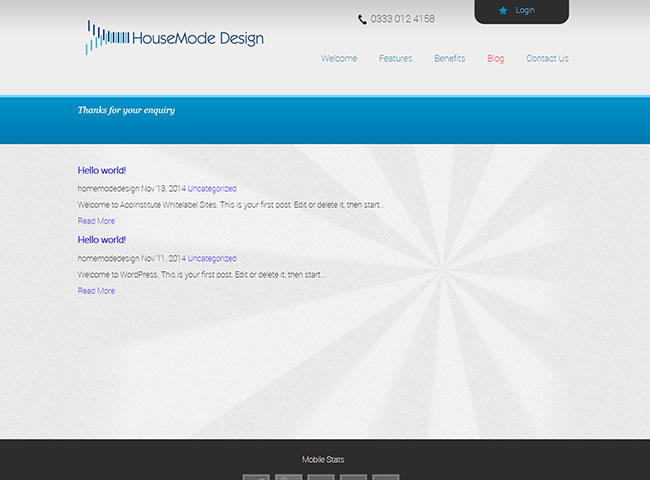 Login
0333 012 4158
HouseMode Design
Welcome Features Benefits Blog Contact Us
Thanks for your enquiry
Hello world!
homemodedesign Nov 13, 2014 Uncategorized
Welcome to AppInstitute Whitelabel Sites. This is your first post. Edit or delete it, then start...
Read More
Hello world!
homemodedesign Nov 11, 2014 Uncategorized
Welcome to WordPress. This is your first post. Edit or delete it, then start...
Read More
Mobile Stats